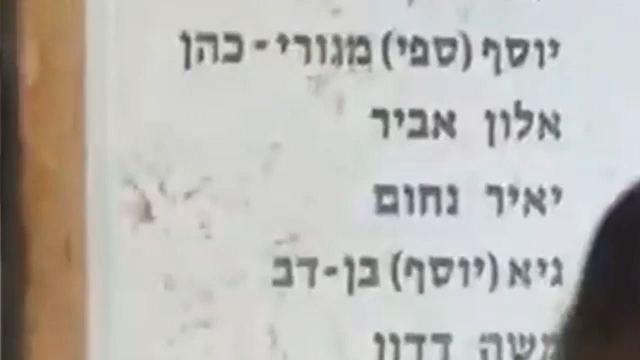 יוסף (ספי) מגורי-כהן
אלון אביר
יאיר נחום
גיא (יוסף) בן-דב
משה דדון